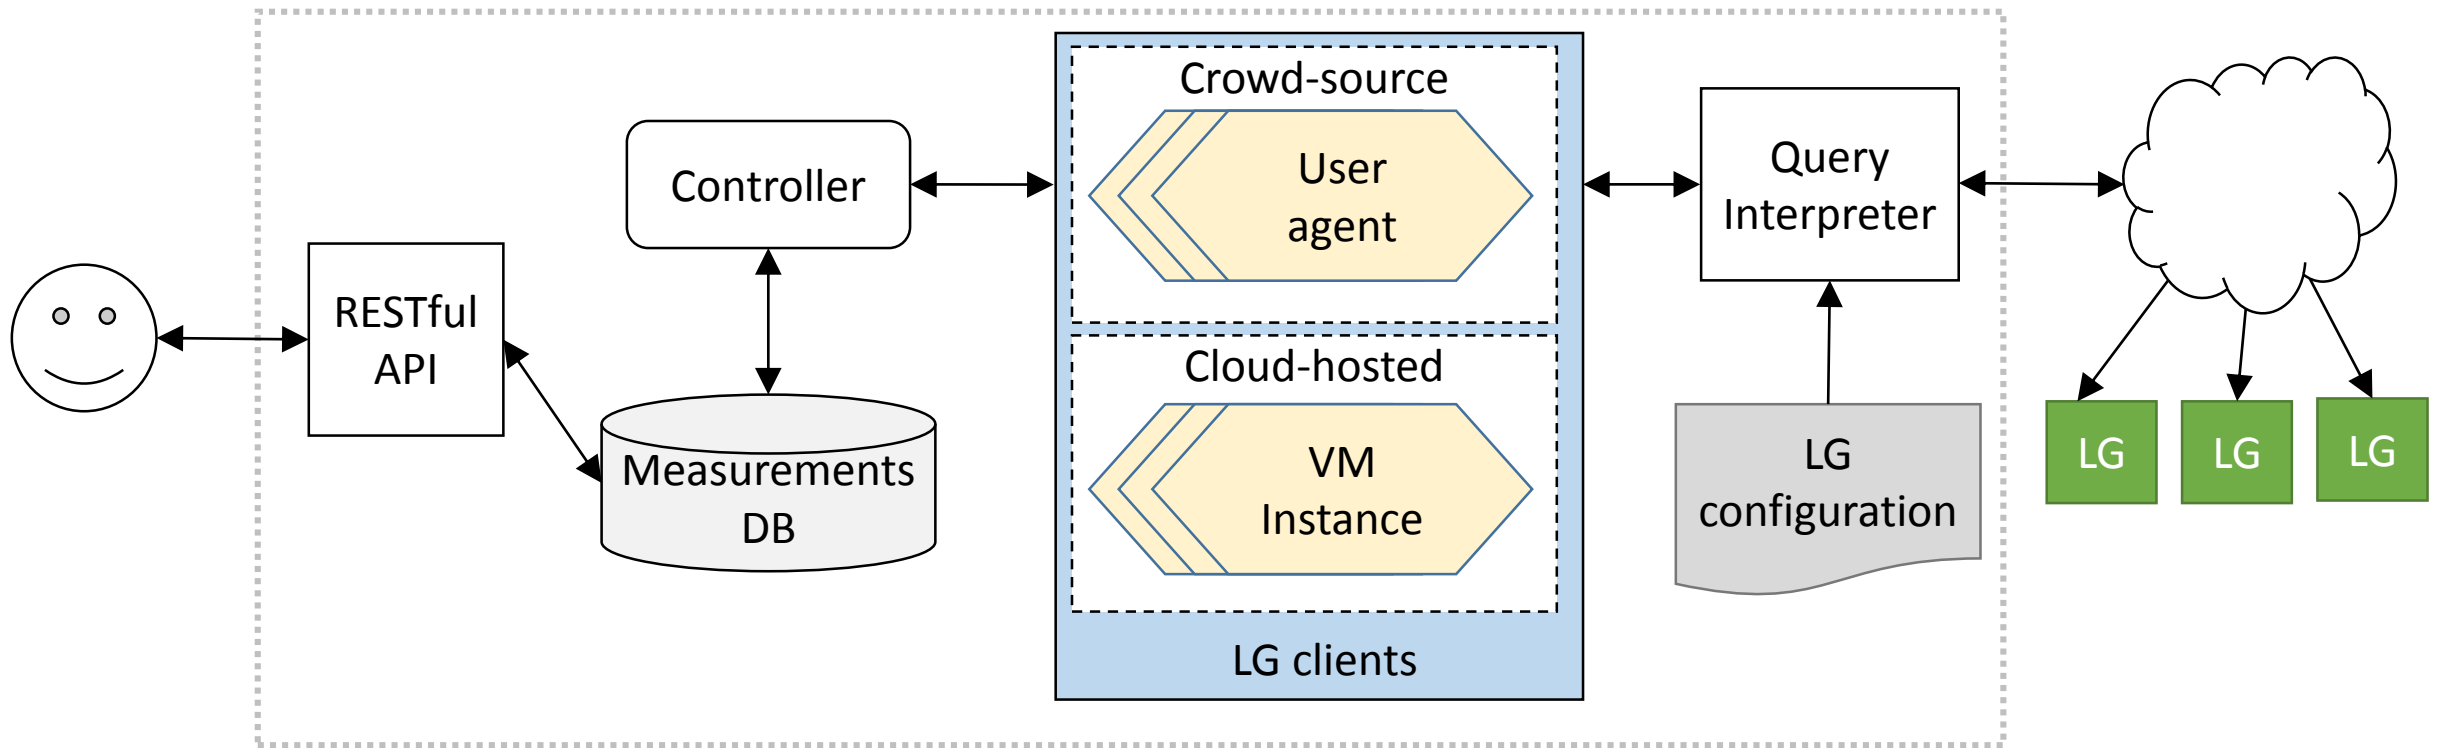 RESTful
API
Controller
Measurements
DB
Crowd-source
User
agent
Cloud-hosted
VM
Instance
LG clients
Query
Interpreter
LG
configuration
LG
LG
LG